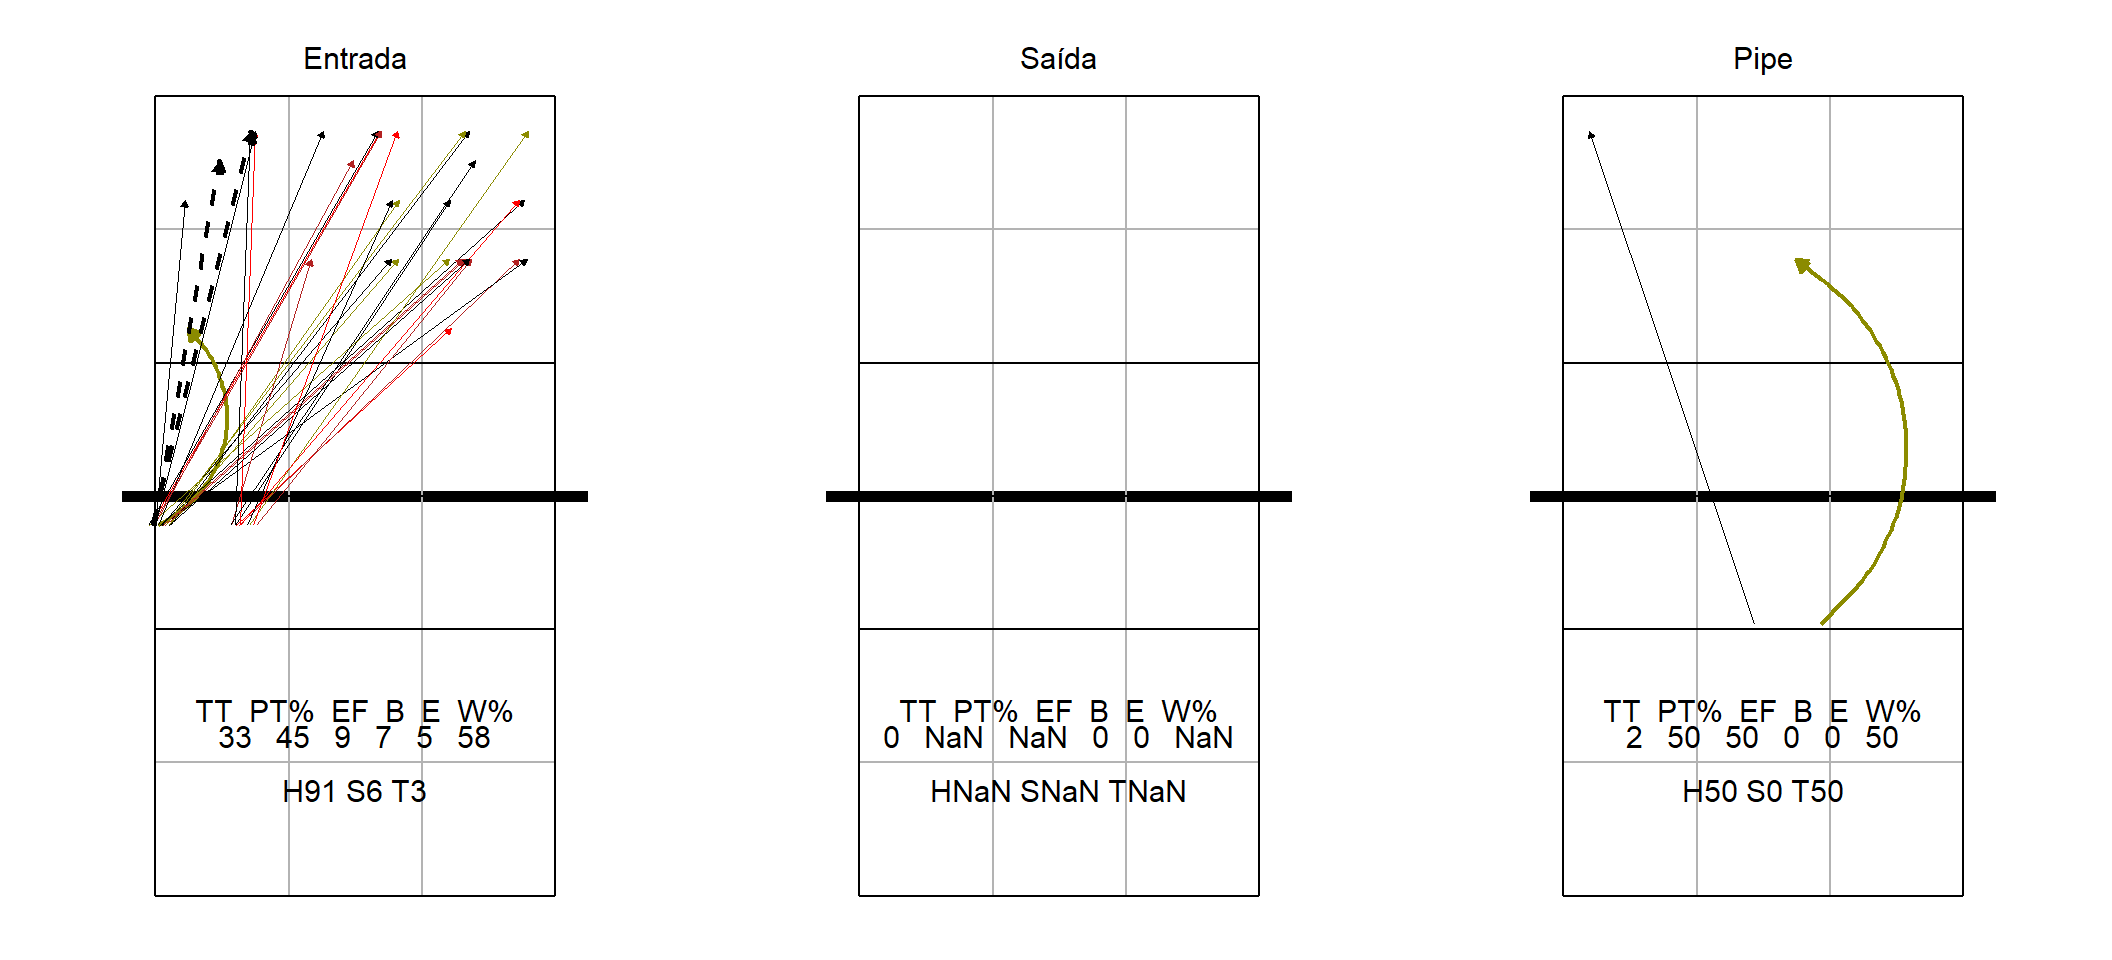 Entrada
TT PT% EF B E W%
33 45 9 7 5 58
H91 S6 T3
Saída
TT PT% EF B E W%
0 NaN NaN 0 0 NaN
HNaN SNaN TNaN
Pipe
TT PT% EF B E W%
2 50 50 0 0 50
H50 S0 T50